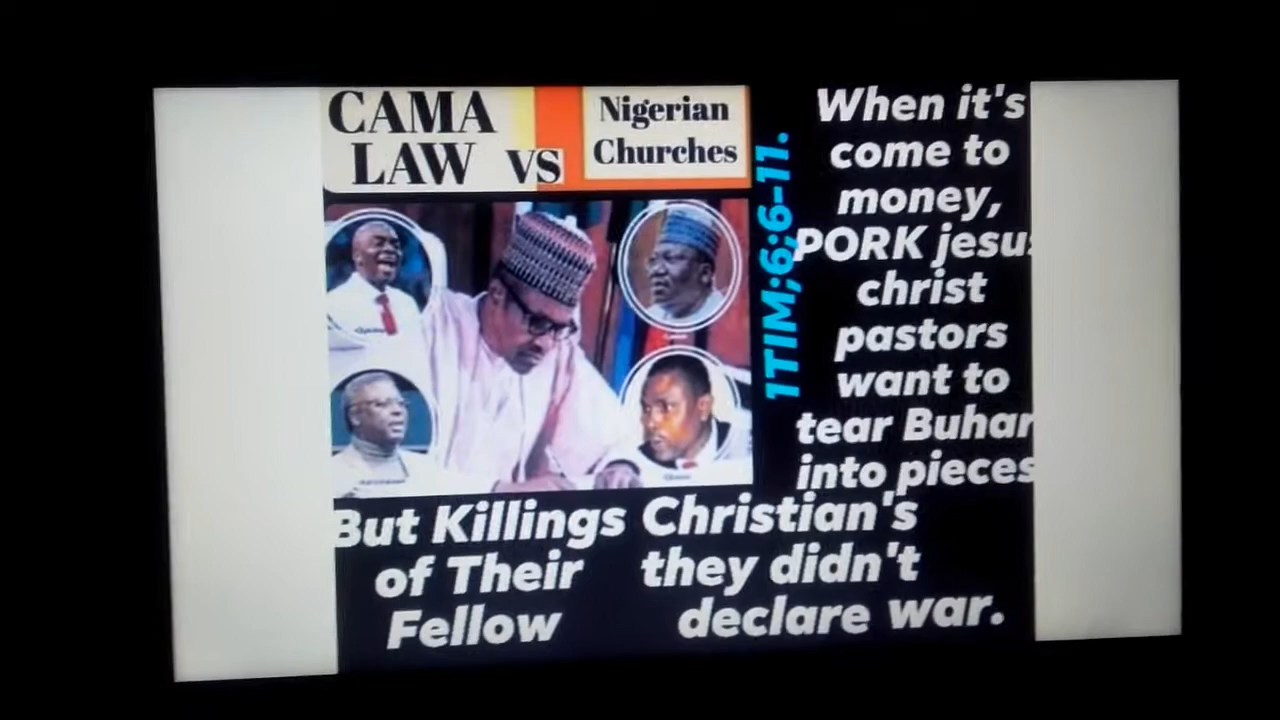 CAMA
LAW VS
Nigerian
Churches
1TIM;6;6-11.
When it's
come to
money,
PORK jesus
christ
pastors
want to
tear Buhar
into pieces
But Killings Christian's
of Their they didn't
Fellow declare war.